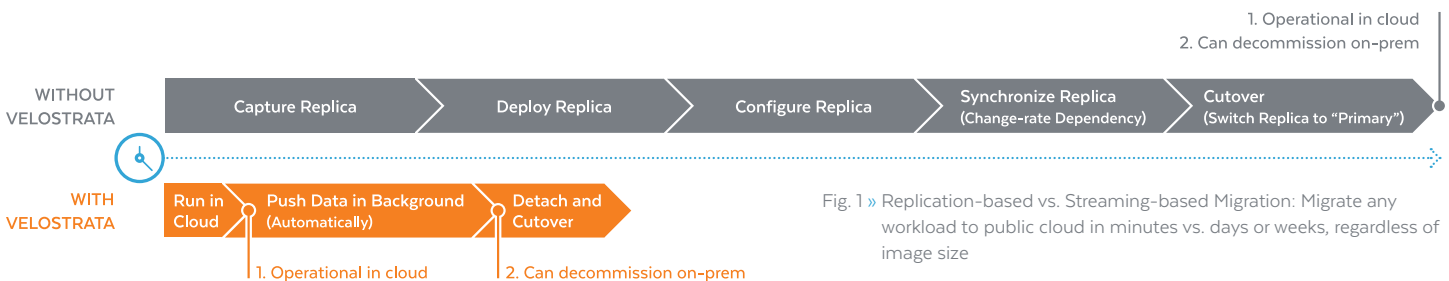 1. Operational in cloud
2. Can decommission on-prem
WITHOUT
VELOSTRATA
Capture Replica
Deploy Replica
Configure Replica
Synchronize Replica
(Change-rate Dependency)
Cutover
(Switch Replica to “Primary”)
WITH
VELOSTRATA
Run in
Cloud
Push Data in Background
(Automatically)
Detach and
Cutover
1. Operational in cloud
2. Can decommission on-prem
Fig. 1 » Replication-based vs. Streaming-based Migration: Migrate any
workload to public cloud in minutes vs. days or weeks, regardless of
image size